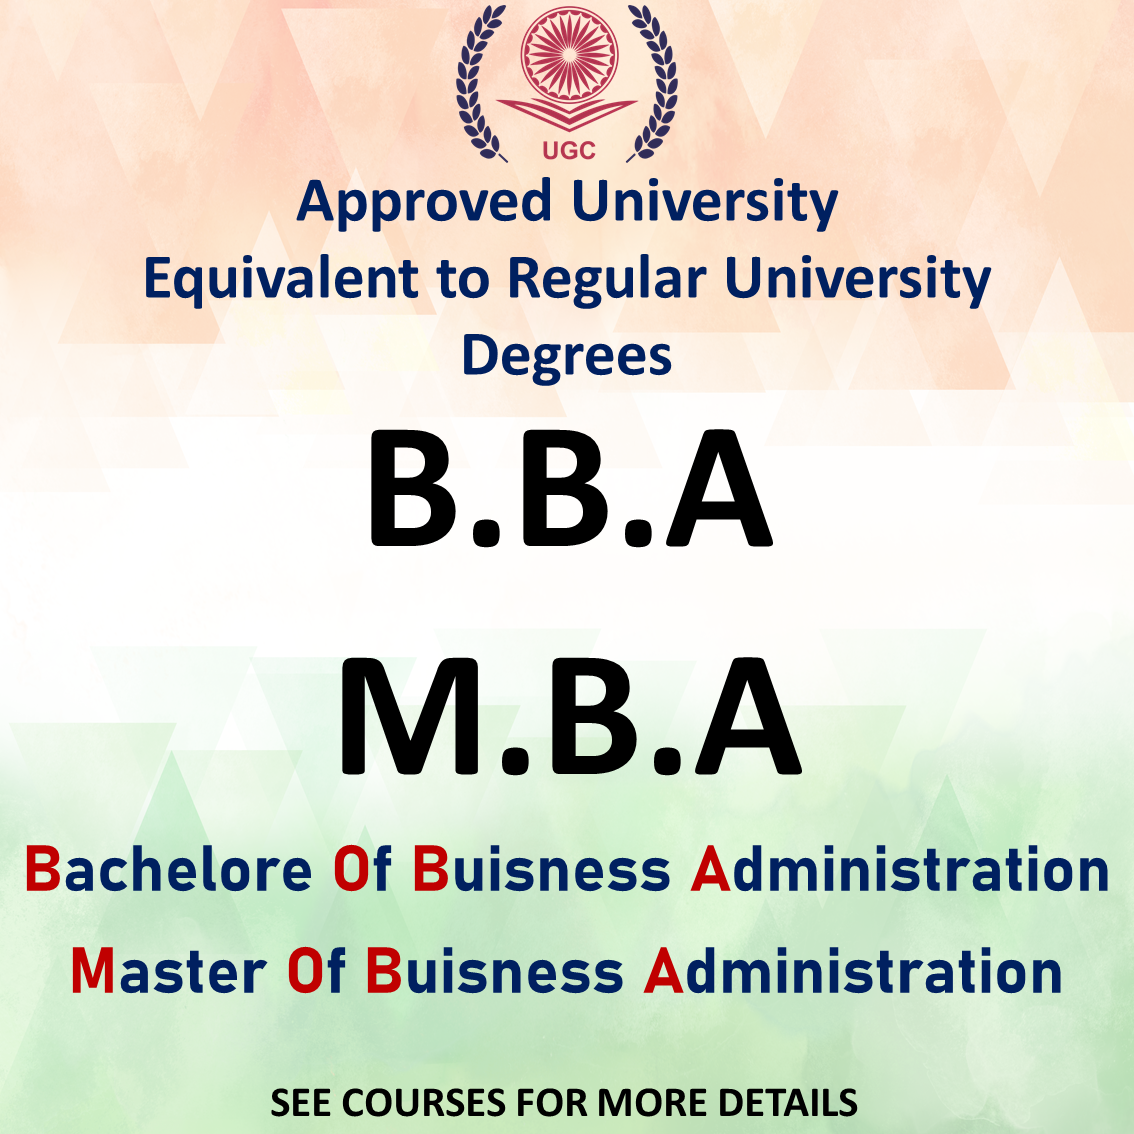 UGC
Approved University
Equivalent to Regular University
Degrees
B.B.A
M.B.A
Bachelore Of Buisness Administration
Master Of Buisness Administration
SEE COURSES FOR MORE DETAILS